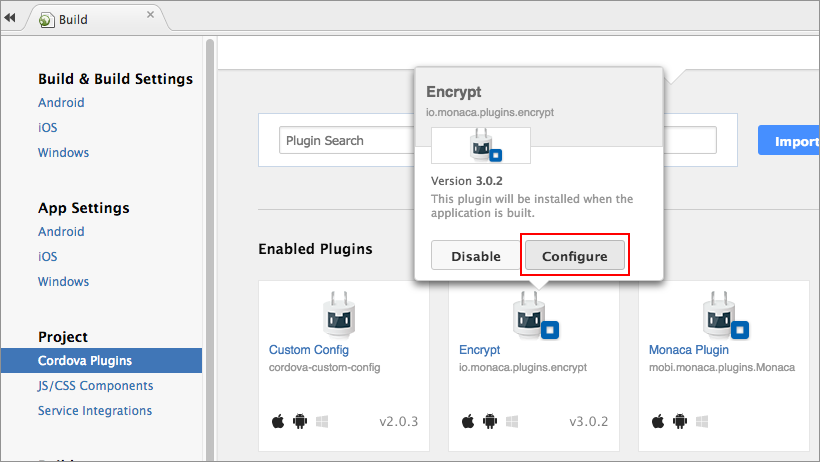 Build
Build & Build Settings
Android
iOS
Windows
App Settings
Android
iOS
Windows
Project
Cordova Plugins
JS/CSS Components
Service Integrations
Plugin Search
Import
Encrypt
io.monaca.plugins.encrypt
Version 3.0.2
This plugin will be installed when the
application is built.
Disable
Configure
Enabled Plugins
Custom Config
cordova-custom-config
v2.0.3
Encrypt
io.monaca.plugins.encrypt
v3.0.2
Monaca Plugin
mobi.monaca.plugins.Monaca